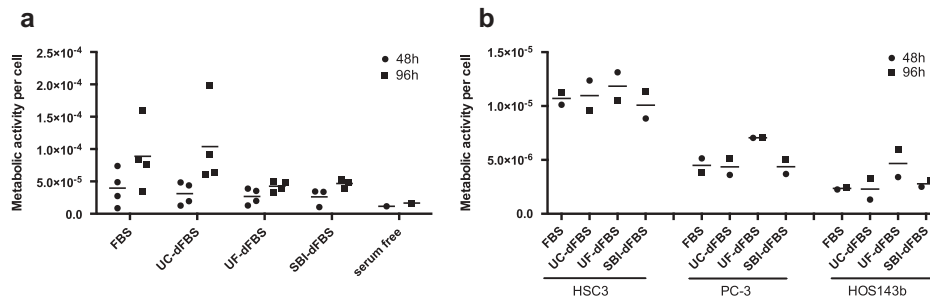 a
Metabolic activity per cell
2.5×10⁻⁴
2.0×10⁻⁴
1.5×10⁻⁴
1.0×10⁻⁴
5.0×10⁻⁵
0.0
48h
96h
FBS
UC-dFBS
UF-dFBS
SBI-dFBS
serum free
b
Metabolic activity per cell
1.5×10⁻⁵
1.0×10⁻⁵
5.0×10⁻⁶
0.0
48h
96h
FBS
UC-dFBS
UF-dFBS
SBI-dFBS
FBS
UC-dFBS
UF-dFBS
SBI-dFBS
FBS
UC-dFBS
UF-dFBS
SBI-dFBS
HSC3
PC-3
HOS143b